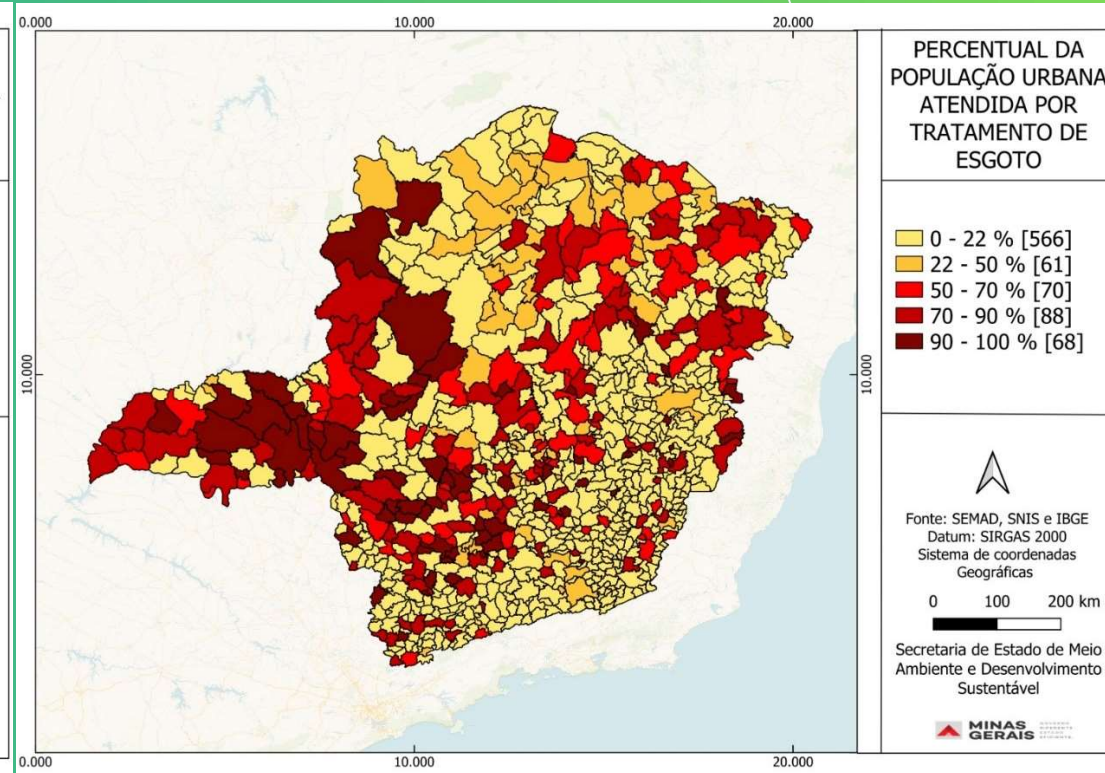 0.000
10.000
20.000
10.000
10.000
0.000
10.000
20.000
PERCENTUAL DA
POPULAÇÃO URBANA
ATENDIDA POR
TRATAMENTO DE
ESGOTO
0 - 22 % [566]
22 - 50 % [61]
50 - 70 % [70]
70 - 90 % [88]
90 - 100 % [68]
Fonte: SEMAD, SNIS e IBGE
Datum: SIRGAS 2000
Sistema de coordenadas
Geográficas
0 100 200 km
Secretaria de Estado de Meio
Ambiente e Desenvolvimento
Sustentável
MINAS
GERAIS